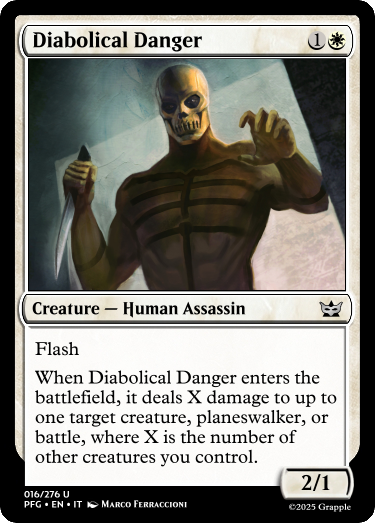 Diabolical Danger 1
Creature — Human Assassin
Flash
When Diabolical Danger enters the
battlefield, it deals X damage to up to
one target creature, planeswalker, or
battle, where X is the number of
other creatures you control.
2/1
016/276 U
PFG • EN • IT Marco Ferraccioni
©2025 Grapple